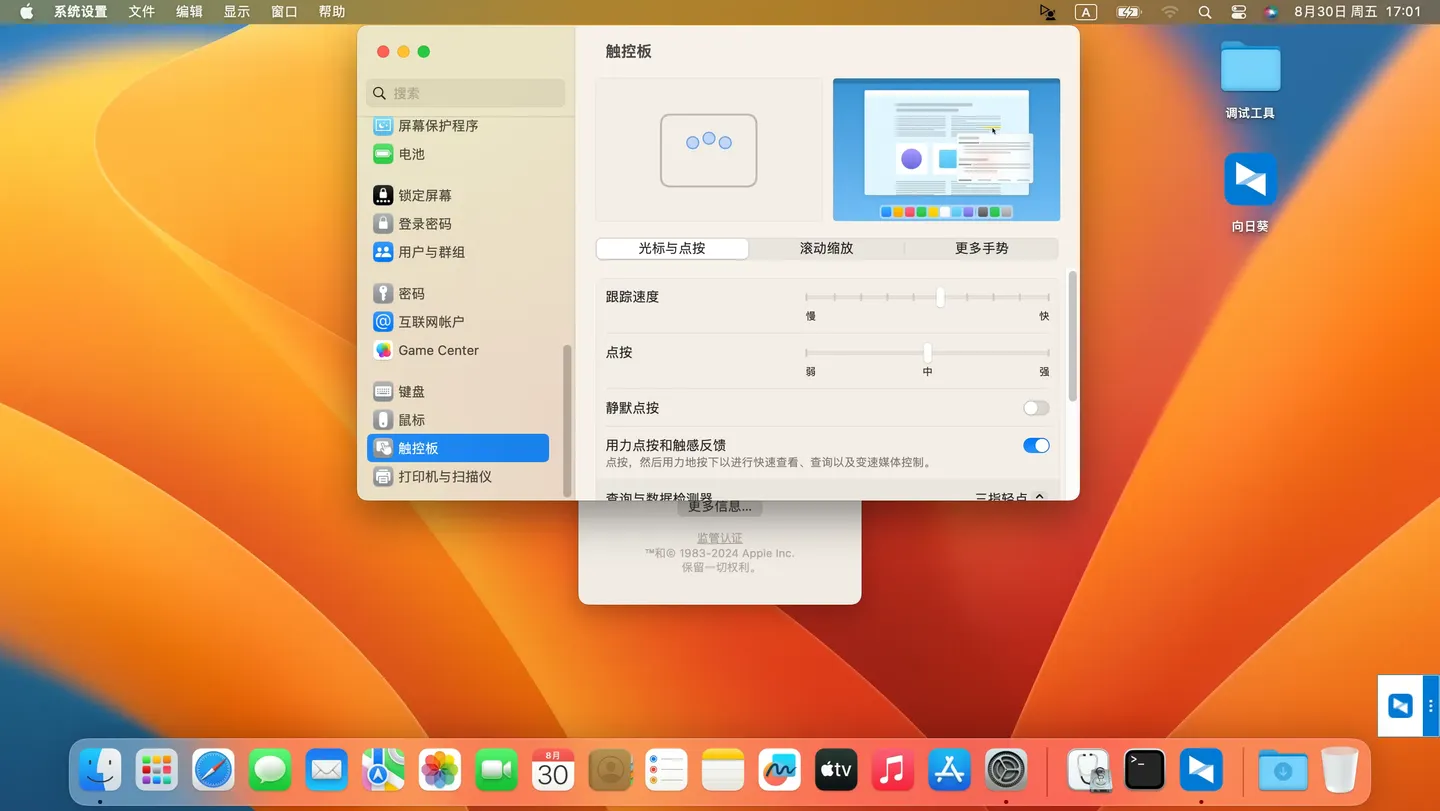 系统设置 文件 编辑 显示 窗口 帮助 A 8月30日 周五 17:01
搜索
屏幕保护程序
电池
锁定屏幕
登录密码
用户与群组
密码
互联网帐户
Game Center
键盘
鼠标
触控板
打印机与扫描仪
触控板
光标与点按 滚动缩放 更多手势
跟踪速度
慢 快
点按
弱 中 强
静默点按
用力点按和触感反馈
点按，然后用力地按下以进行快速查看、查询以及变速媒体控制。
查询与数据检测器 三指轻点
更多信息...
监管认证
™和© 1983-2024 Apple Inc.
保留一切权利。
调试工具
向日葵
8月
30
tv
>_